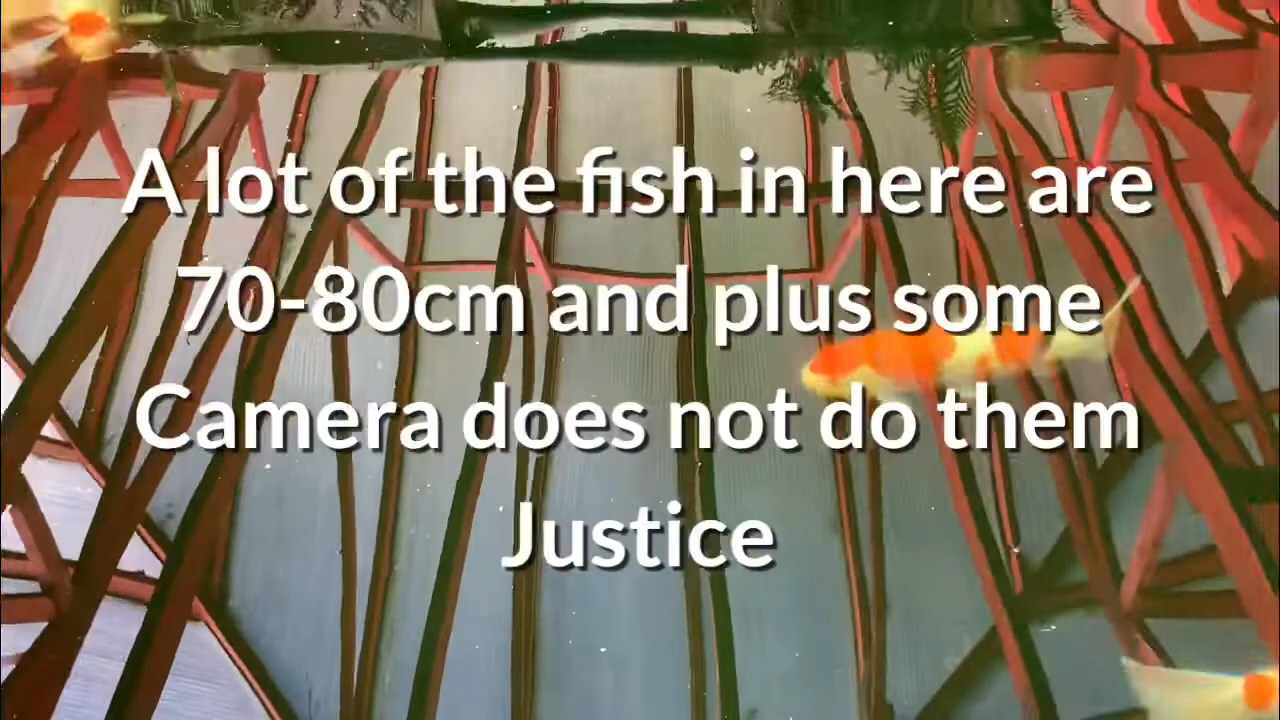 A lot of the fish in here are
70-80cm and plus some
Camera does not do them
Justice